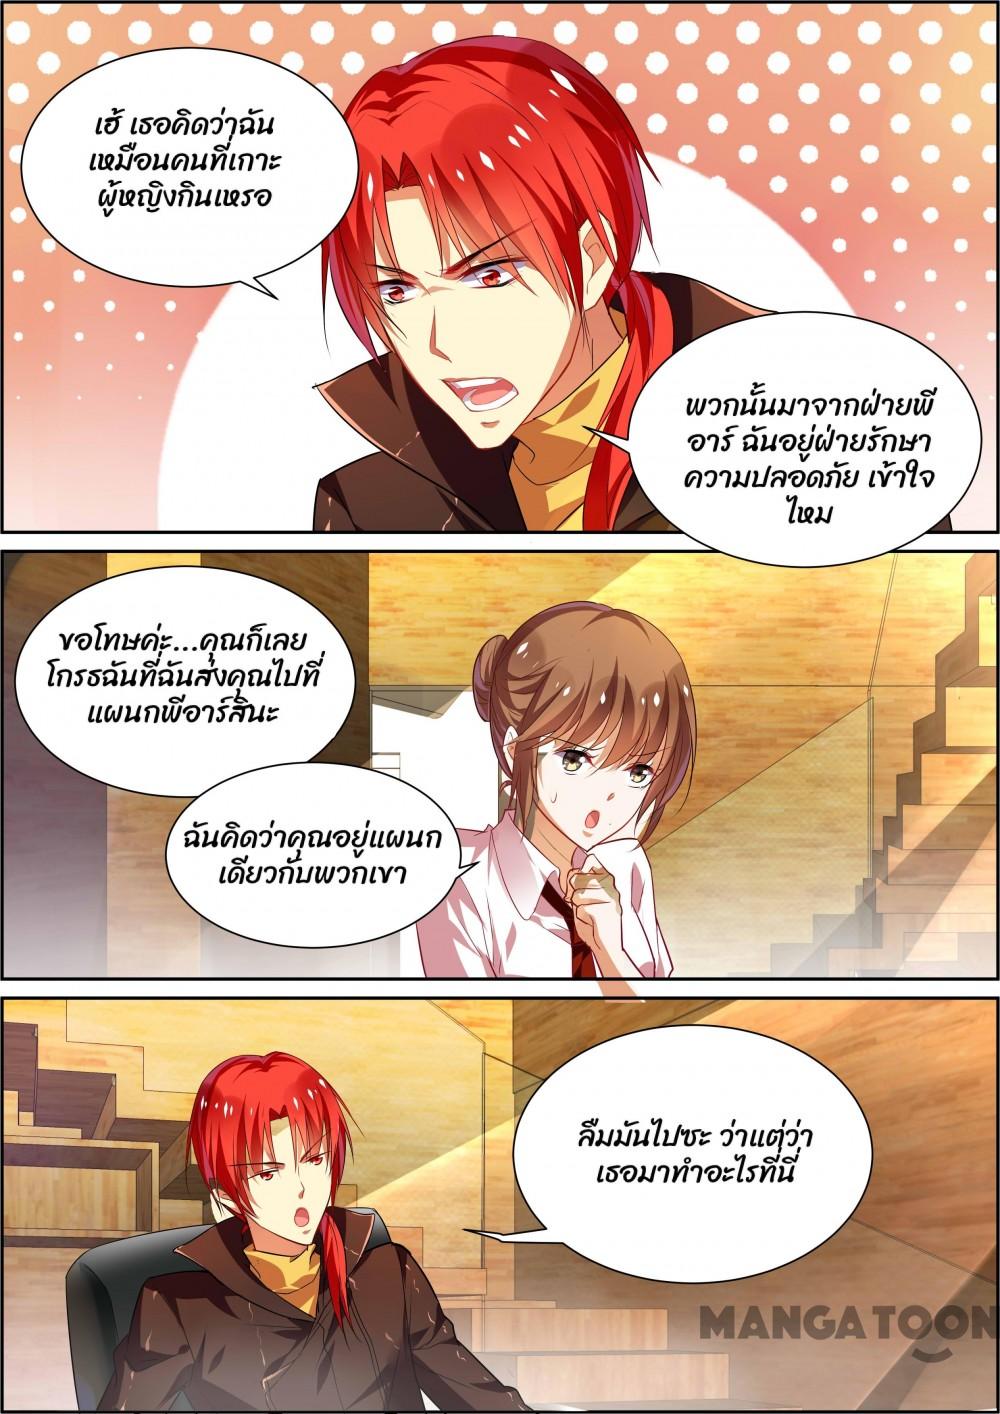 เฮ้ เธอคิดว่าฉัน
เหมือนคนที่เกาะ
ผู้หญิงกินเหรอ
พวกนั้นมาจากฝ่ายพี
อาร์ ฉันอยู่ฝ่ายรักษา
ความปลอดภัย เข้าใจ
ไหม
ขอโทษค่ะ...คุณก็เลย
โกรธฉันที่ฉันส่งคุณไปที่
แผนกพีอาร์สินะ
ฉันคิดว่าคุณอยู่แผนก
เดียวกับพวกเขา
ลืมมันไปซะ ว่าแต่ว่า
เธอมาทำอะไรที่นี่
MANGATOON